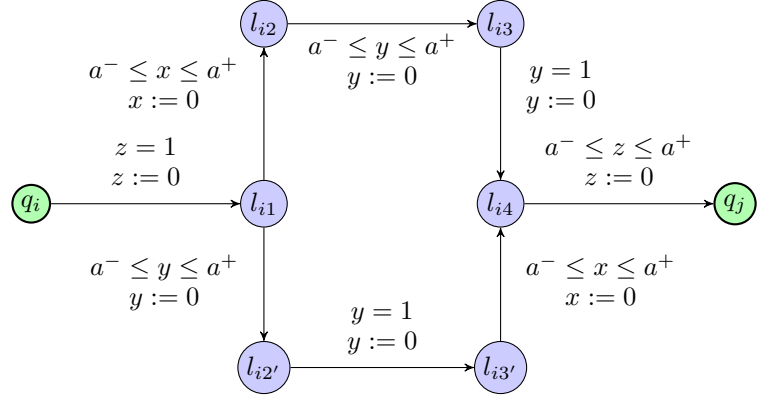 l_{i2}
a^- ≤ y ≤ a^+
y := 0
l_{i3}
a^- ≤ x ≤ a^+
x := 0
y = 1
y := 0
q_i
z = 1
z := 0
l_{i1}
l_{i4}
a^- ≤ z ≤ a^+
z := 0
q_j
a^- ≤ y ≤ a^+
y := 0
a^- ≤ x ≤ a^+
x := 0
l_{i2'}
y = 1
y := 0
l_{i3'}